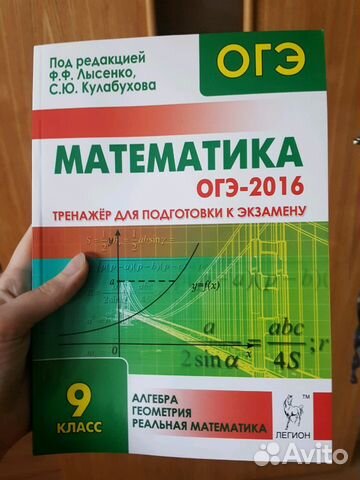 Под редакцией
Ф.Ф. Лысенко,
С.Ю. Кулабухова
ОГЭ
МАТЕМАТИКА
ОГЭ-2016
ТРЕНАЖЁР ДЛЯ ПОДГОТОВКИ К ЭКЗАМЕНУ
y=f(x)
a
a / 2 sin α = abc / 4S ; r
x
9
КЛАСС
АЛГЕБРА
ГЕОМЕТРИЯ
РЕАЛЬНАЯ МАТЕМАТИКА
ЛЕГИОН
TM
Avito